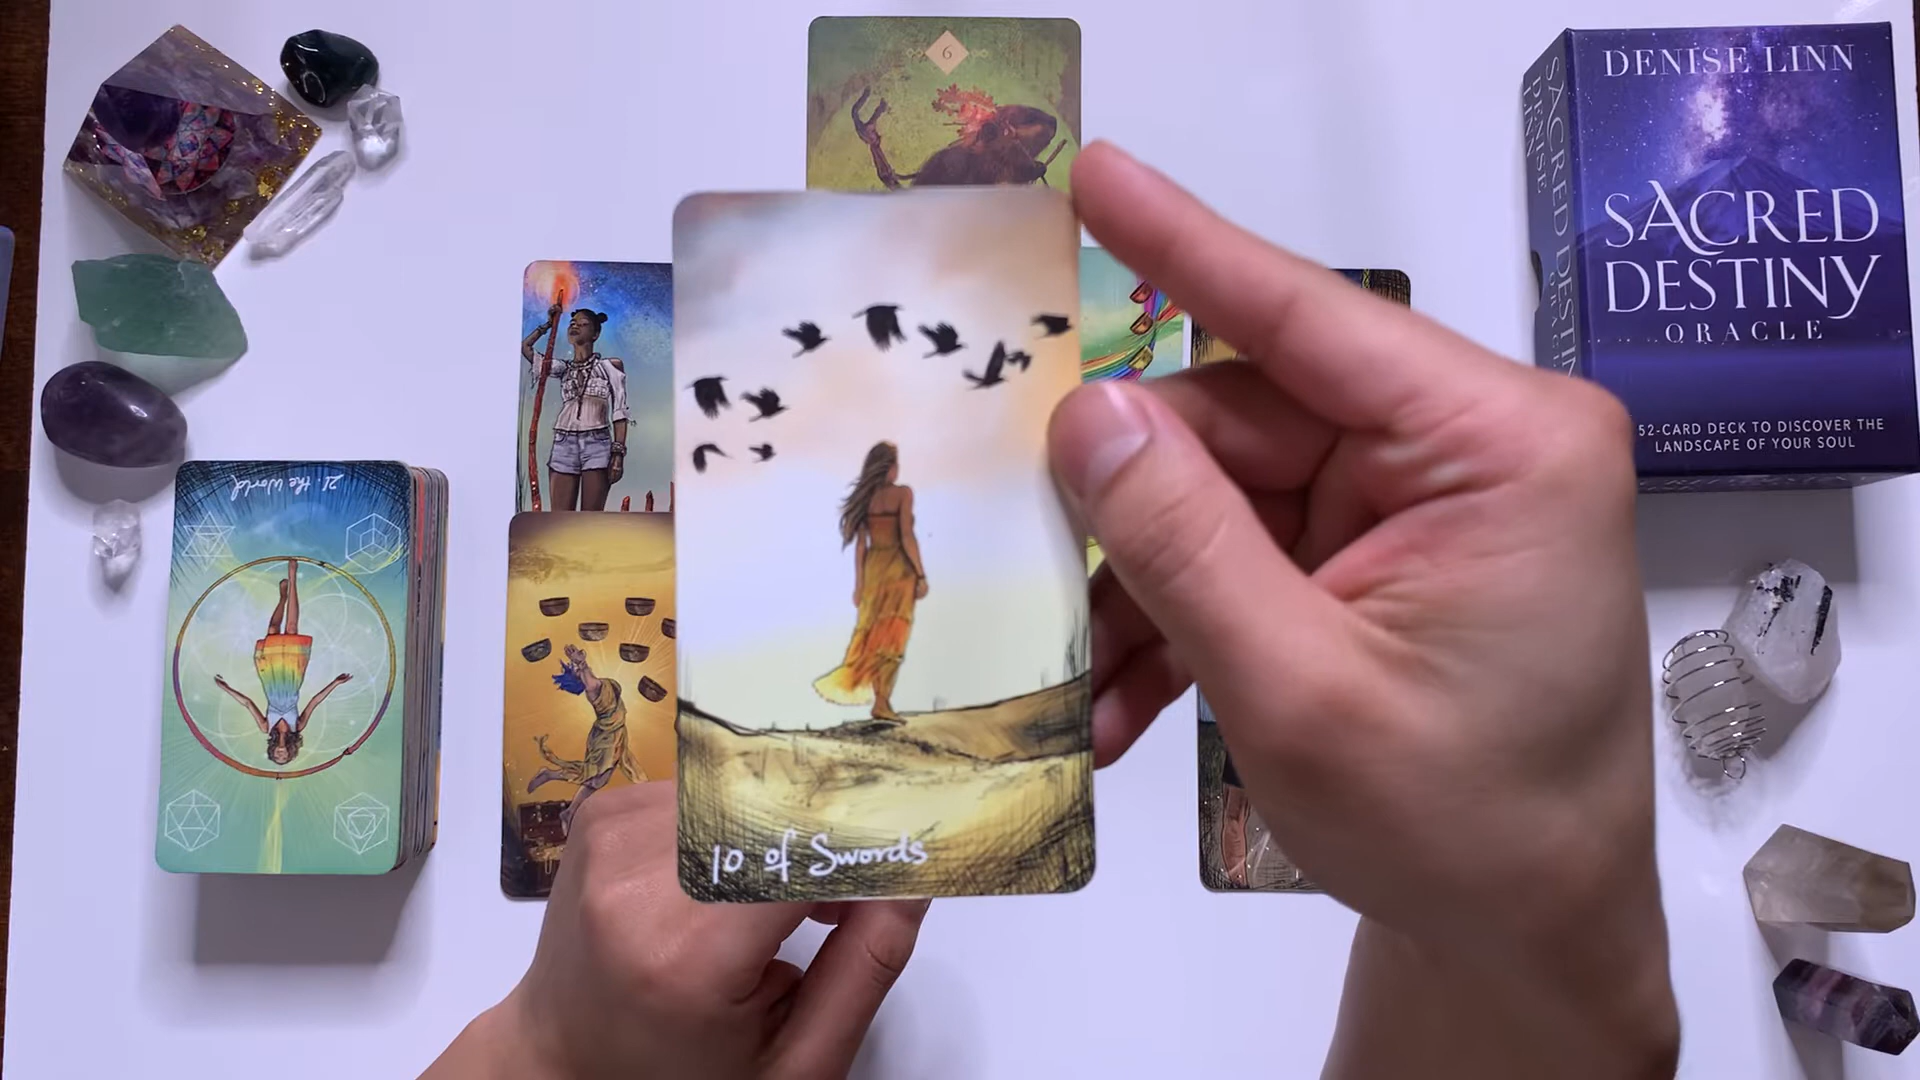 6
DENISE LINN
SACRED
DESTINY
ORACLE
52-CARD DECK TO DISCOVER THE
LANDSCAPE OF YOUR SOUL
SACRED DESTINY ORACLE
DENISE LINN
21. the World
10 of Swords